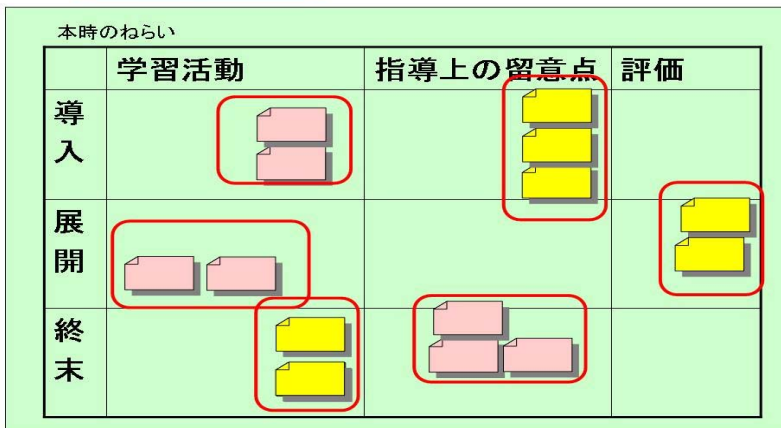 本時のねらい
学習活動 指導上の留意点 評価
導入
展開
終末